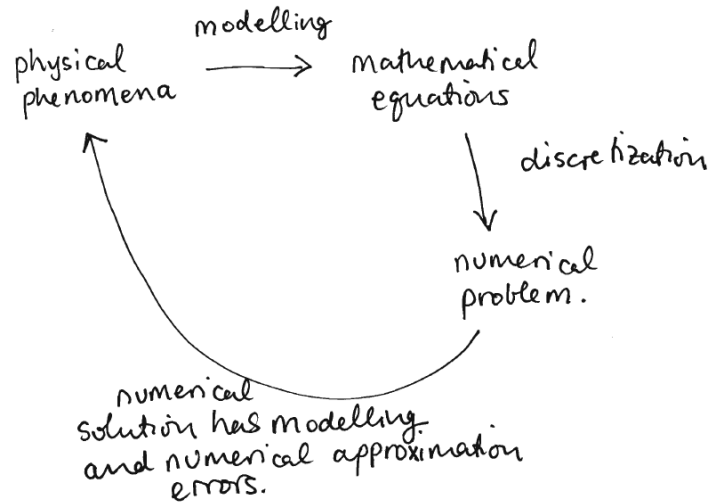 modelling
physical
phenomena
mathematical
equations
discretization
numerical
problem.
numerical
solution has modelling
and numerical approximation
errors.